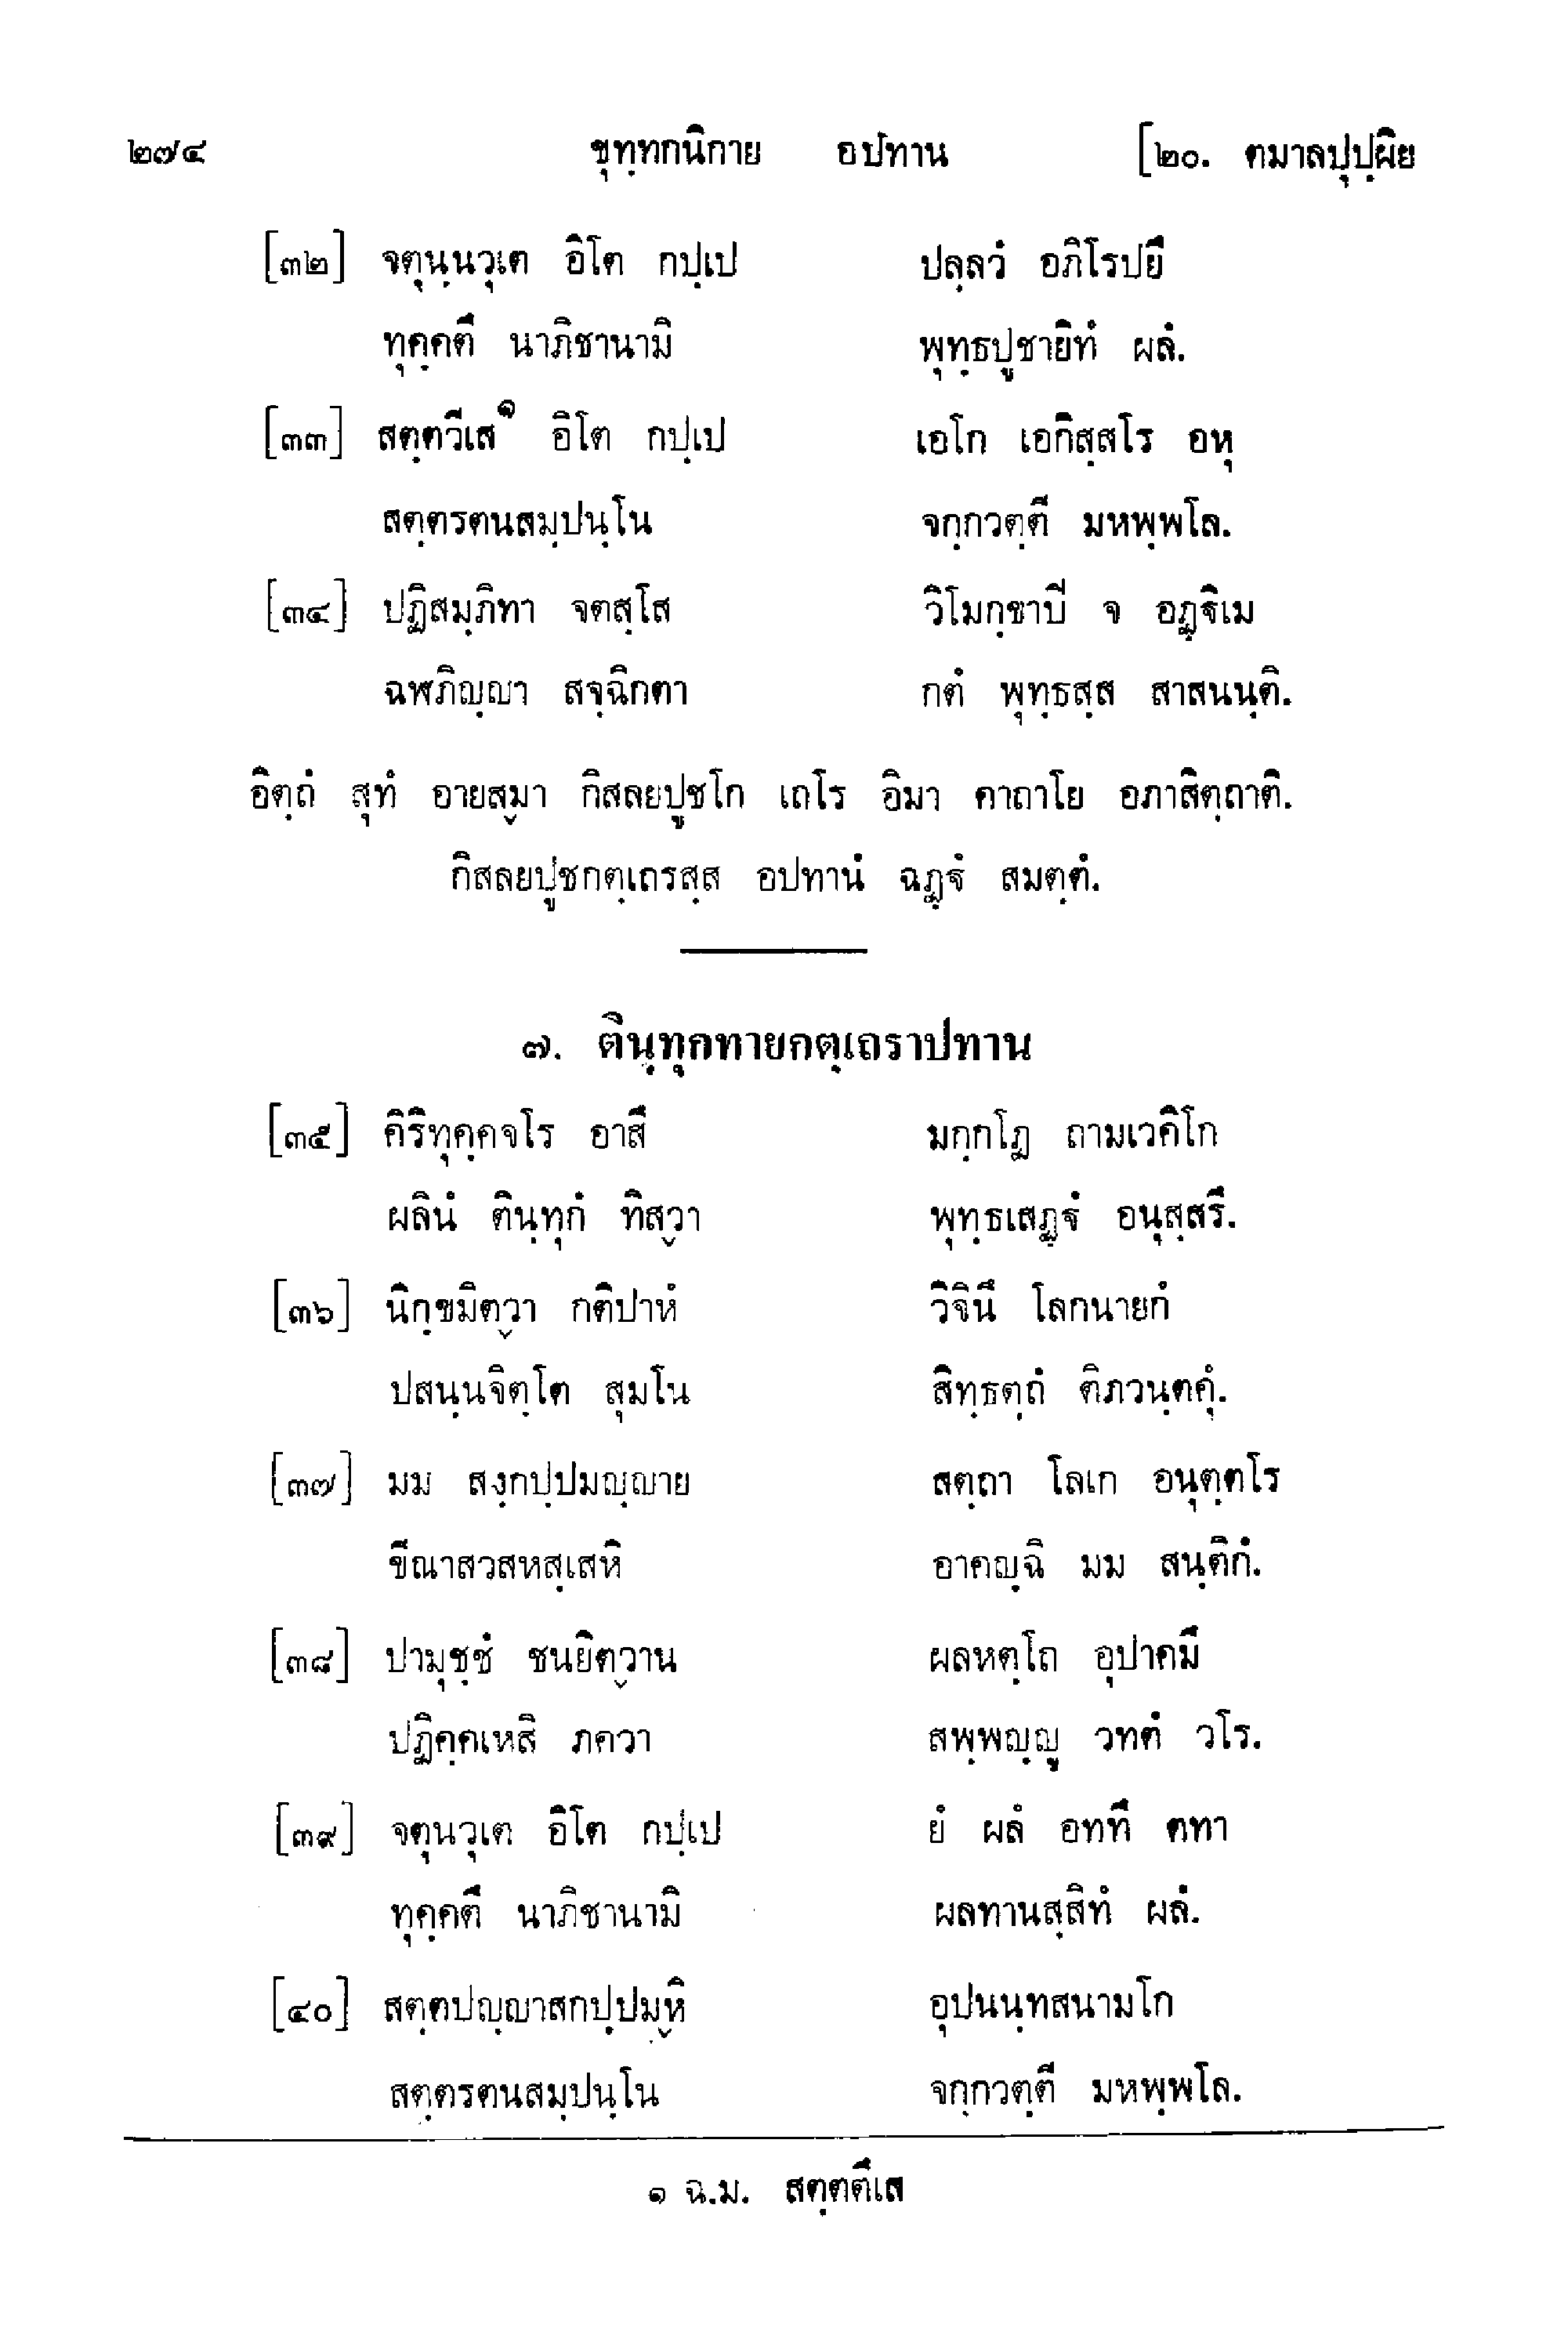 ๒๗๔ ขุทฺทกนิกาย อปทาน [๒๐. ตมาลปุปฺผิย
[๓๒] จตุนฺนวุเต อิโต กปฺเป ปลฺลวํ อภิโรปยึ
ทุคฺคตึ นาภิชานามิ พุทฺธปูชายิทํ ผลํ.
[๓๓] สตฺตวีเส๑ อิโต กปฺเป เอโก เอกิสฺสโร อหุ
สตฺตรตนสมฺปนฺโน จกฺกวตฺตี มหพฺพโล.
[๓๔] ปฏิสมฺภิทา จตสฺโส วิโมกฺขาปี จ อฏฺฐิเม
ฉฬภิญฺญา สจฺฉิกตา กตํ พุทฺธสฺส สาสนนฺติ.
อิตฺถํ สุทํ อายสฺมา กิสลยปูชโก เถโร อิมา คาถาโย อภาสิตฺถาติ.
กิสลยปูชกตฺเถรสฺส อปทานํ ฉฏฺฐํ สมตฺตํ.
๗. ตินฺทุกทายกตฺเถราปทาน
[๓๕] คิริทุคฺคจโร อาสึ มกฺกโฏ ถามเวคิโก
ผลินํ ตินฺทุกํ ทิสฺวา พุทฺธเสฏฺฐํ อนุสฺสรึ.
[๓๖] นิกฺขมิตฺวา กติปาหํ วิจินึ โลกนายกํ
ปสนฺนจิตฺโต สุมโน สิทฺธตฺถํ ติภวนฺตคุํ.
[๓๗] มม สงฺกปฺปมญฺญาย สตฺถา โลเก อนุตฺตโร
ขีณาสวสหสฺเสหิ อาคญฺฉิ มม สนฺติกํ.
[๓๘] ปามุชฺชํ ชนยิตฺวาน ผลหตฺโถ อุปาคมึ
ปฏิคฺคเหสิ ภควา สพฺพญฺญู วทตํ วโร.
[๓๙] จตุนวุเต อิโต กปฺเป ยํ ผลํ อททึ ตทา
ทุคฺคตึ นาภิชานามิ ผลทานสฺสิทํ ผลํ.
[๔๐] สตฺตปญฺญาสกปฺปมฺหิ อุปนนฺทสนามโก
สตฺตรตนสมฺปนฺโน จกฺกวตฺตี มหพฺพโล.
๑ ฉ.ม. สตฺตตึเส